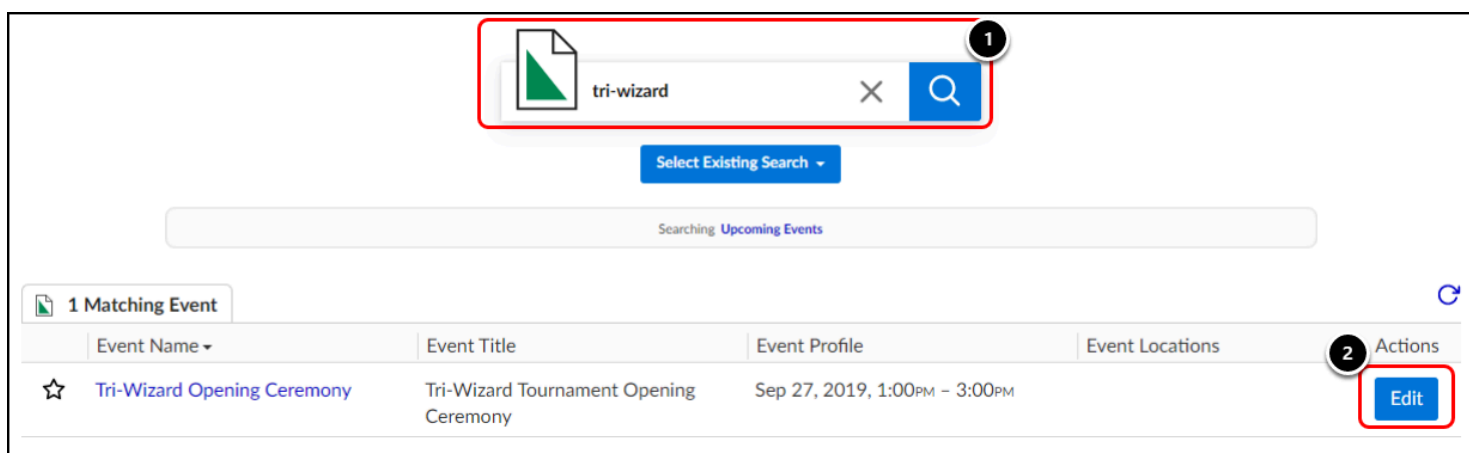 1
tri-wizard
Select Existing Search
Searching Upcoming Events
1 Matching Event
Event Name Event Title Event Profile Event Locations Actions
2
Tri-Wizard Opening Ceremony Tri-Wizard Tournament Opening Sep 27, 2019, 1:00PM – 3:00PM Edit
Ceremony